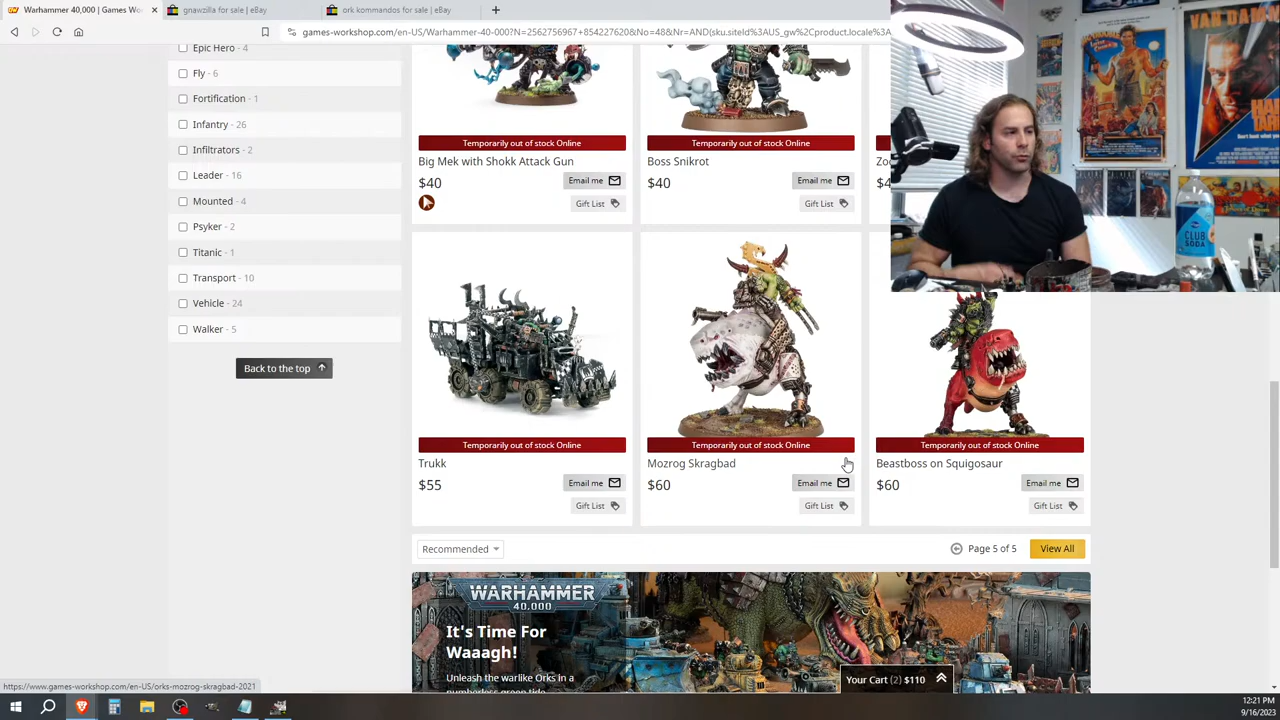 Warhammer 40,000 | Games Wo
gnawzilla for sale | eBay
ork kommandos for sale | eBay
games-workshop.com/en-US/Warhammer-40-000?N=2562756967+854227620&No=48&Nr=AND(sku.siteId%3AUS_gw%2Cproduct.locale%
Epic Hero - 4
Fly - 3
Fortification - 1
Infantry - 26
Infiltrators - 2
Leader - 16
Mounted - 4
Psyker - 2
Titanic - 1
Transport - 10
Vehicle - 24
Walker - 5
Back to the top
Temporarily out of stock Online
Big Mek with Shokk Attack Gun
$40
Email me
Gift List
Temporarily out of stock Online
Boss Snikrot
$40
Email me
Gift List
Temporarily out of stock Online
Trukk
$55
Email me
Gift List
Temporarily out of stock Online
Mozrog Skragbad
$60
Email me
Gift List
Temporarily out of stock Online
Beastboss on Squigosaur
$60
Email me
Gift List
Recommended
Page 5 of 5
View All
WARHAMMER
40,000
It's Time For
Waaagh!
Unleash the warlike Orks in a
Your Cart (2) $110
https://www.games-workshop.com/en-US/orks-mozrog-skragbad-2021
VAN DAMM
CLUB
SODA
12:21 PM
9/16/2023